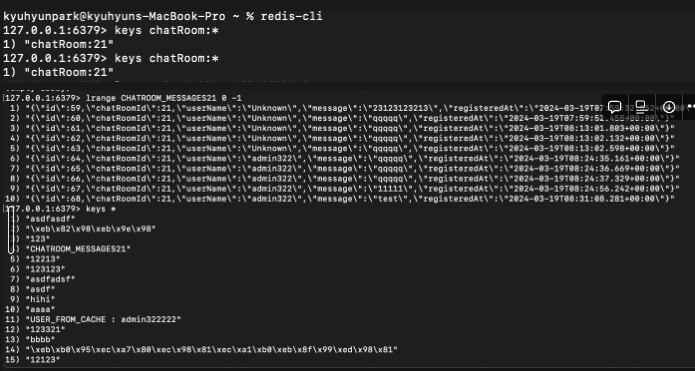 kyuhyunpark@kyuhyuns-MacBook-Pro ~ % redis-cli
127.0.0.1:6379> keys chatRoom:*
1) "chatRoom:21"
127.0.0.1:6379> keys chatRoom:*
1) "chatRoom:21"
127.0.0.1:6379> lrange CHATROOM_MESSAGES21 0 -1
1) "{\"id\":59,\"chatRoomId\":21,\"userName\":\"Unknown\",\"message\":\"23123123213\",\"registeredAt\":\"2024-03-19T07
2) "{\"id\":60,\"chatRoomId\":21,\"userName\":\"Unknown\",\"message\":\"qqqqq\",\"registeredAt\":\"2024-03-19T07:59:52.458+00:00\"}"
3) "{\"id\":61,\"chatRoomId\":21,\"userName\":\"Unknown\",\"message\":\"qqqqq\",\"registeredAt\":\"2024-03-19T08:13:01.803+00:00\"}"
4) "{\"id\":62,\"chatRoomId\":21,\"userName\":\"Unknown\",\"message\":\"qqqqq\",\"registeredAt\":\"2024-03-19T08:13:02.132+00:00\"}"
5) "{\"id\":63,\"chatRoomId\":21,\"userName\":\"Unknown\",\"message\":\"qqqqq\",\"registeredAt\":\"2024-03-19T08:13:02.598+00:00\"}"
6) "{\"id\":64,\"chatRoomId\":21,\"userName\":\"admin322\",\"message\":\"qqqqq\",\"registeredAt\":\"2024-03-19T08:24:35.161+00:00\"}"
7) "{\"id\":65,\"chatRoomId\":21,\"userName\":\"admin322\",\"message\":\"qqqqq\",\"registeredAt\":\"2024-03-19T08:24:36.669+00:00\"}"
8) "{\"id\":66,\"chatRoomId\":21,\"userName\":\"admin322\",\"message\":\"qqqqq\",\"registeredAt\":\"2024-03-19T08:24:37.329+00:00\"}"
9) "{\"id\":67,\"chatRoomId\":21,\"userName\":\"admin322\",\"message\":\"11111\",\"registeredAt\":\"2024-03-19T08:24:56.242+00:00\"}"
10) "{\"id\":68,\"chatRoomId\":21,\"userName\":\"admin322\",\"message\":\"test\",\"registeredAt\":\"2024-03-19T08:31:08.281+00:00\"}"
127.0.0.1:6379> keys *
1) "asdfasdf"
2) "\xeb\x82\x98\xeb\x9e\x98"
3) "123"
4) "CHATROOM_MESSAGES21"
5) "12213"
6) "123123"
7) "asdfadsf"
8) "asdf"
9) "hihi"
10) "aaaa"
11) "USER_FROM_CACHE : admin322222"
12) "123321"
13) "bbbb"
14) "\xeb\xb0\x95\xec\xa7\x80\xec\x98\x81\xec\xa1\xb0\xeb\x8f\x99\xed\x98\x81"
15) "12123"